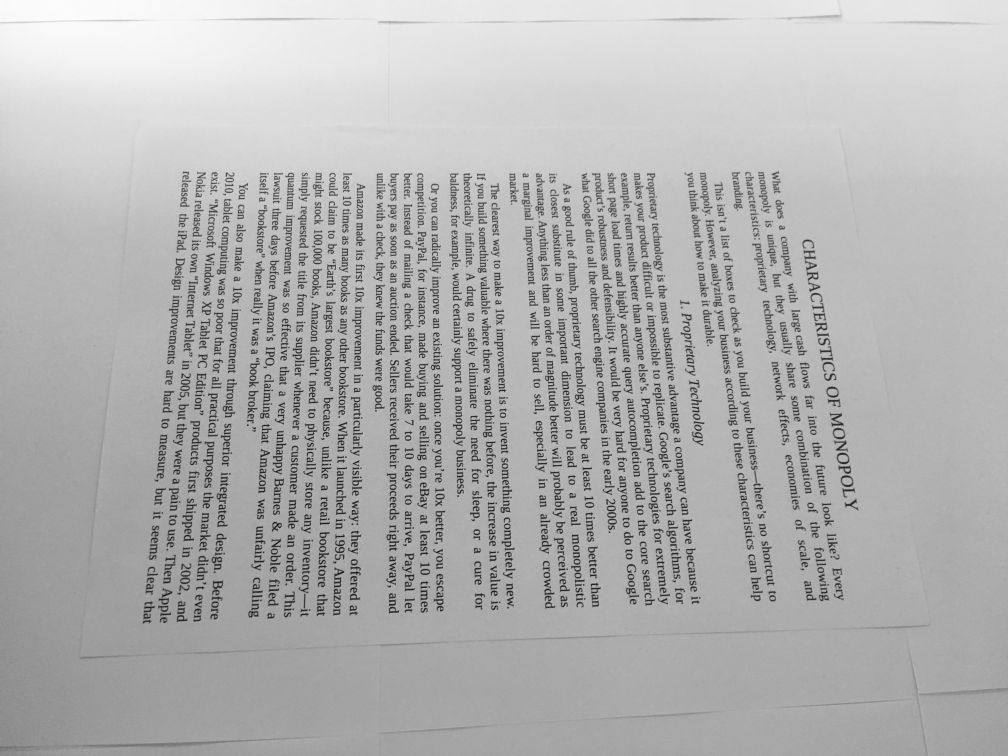 CHARACTERISTICS OF MONOPOLY
What does a company with large cash flows far into the future look like? Every
monopoly is unique, but they usually share some combination of the following
characteristics: proprietary technology, network effects, economies of scale, and
branding.
This isn't a list of boxes to check as you build your business—there's no shortcut to
monopoly. However, analyzing your business according to these characteristics can help
you think about how to make it durable.
1. Proprietary Technology
Proprietary technology is the most substantive advantage a company can have because it
makes your product difficult or impossible to replicate. Google's search algorithms, for
example, return results better than anyone else's. Proprietary technologies for extremely
short page load times and highly accurate query autocompletion add to the core search
product's robustness and defensibility. It would be very hard for anyone to do to Google
what Google did to all the other search engine companies in the early 2000s.
As a good rule of thumb, proprietary technology must be at least 10 times better than
its closest substitute in some important dimension to lead to a real monopolistic
advantage. Anything less than an order of magnitude better will probably be perceived as
a marginal improvement and will be hard to sell, especially in an already crowded
market.
The clearest way to make a 10x improvement is to invent something completely new.
If you build something valuable where there was nothing before, the increase in value is
theoretically infinite. A drug to safely eliminate the need for sleep, or a cure for
baldness, for example, would certainly support a monopoly business.
Or you can radically improve an existing solution: once you're 10x better, you escape
competition. PayPal, for instance, made buying and selling on eBay at least 10 times
better. Instead of mailing a check that would take 7 to 10 days to arrive, PayPal let
buyers pay as soon as an auction ended. Sellers received their proceeds right away, and
unlike with a check, they knew the funds were good.
Amazon made its first 10x improvement in a particularly visible way: they offered at
least 10 times as many books as any other bookstore. When it launched in 1995, Amazon
could claim to be "Earth's largest bookstore" because, unlike a retail bookstore that
might stock 100,000 books, Amazon didn't need to physically store any inventory—it
simply requested the title from its supplier whenever a customer made an order. This
quantum improvement was so effective that a very unhappy Barnes & Noble filed a
lawsuit three days before Amazon's IPO, claiming that Amazon was unfairly calling
itself a "bookstore" when really it was a "book broker."
You can also make a 10x improvement through superior integrated design. Before
2010, tablet computing was so poor that for all practical purposes the market didn't even
exist. "Microsoft Windows XP Tablet PC Edition" products first shipped in 2002, and
Nokia released its own "Internet Tablet" in 2005, but they were a pain to use. Then Apple
released the iPad. Design improvements are hard to measure, but it seems clear that